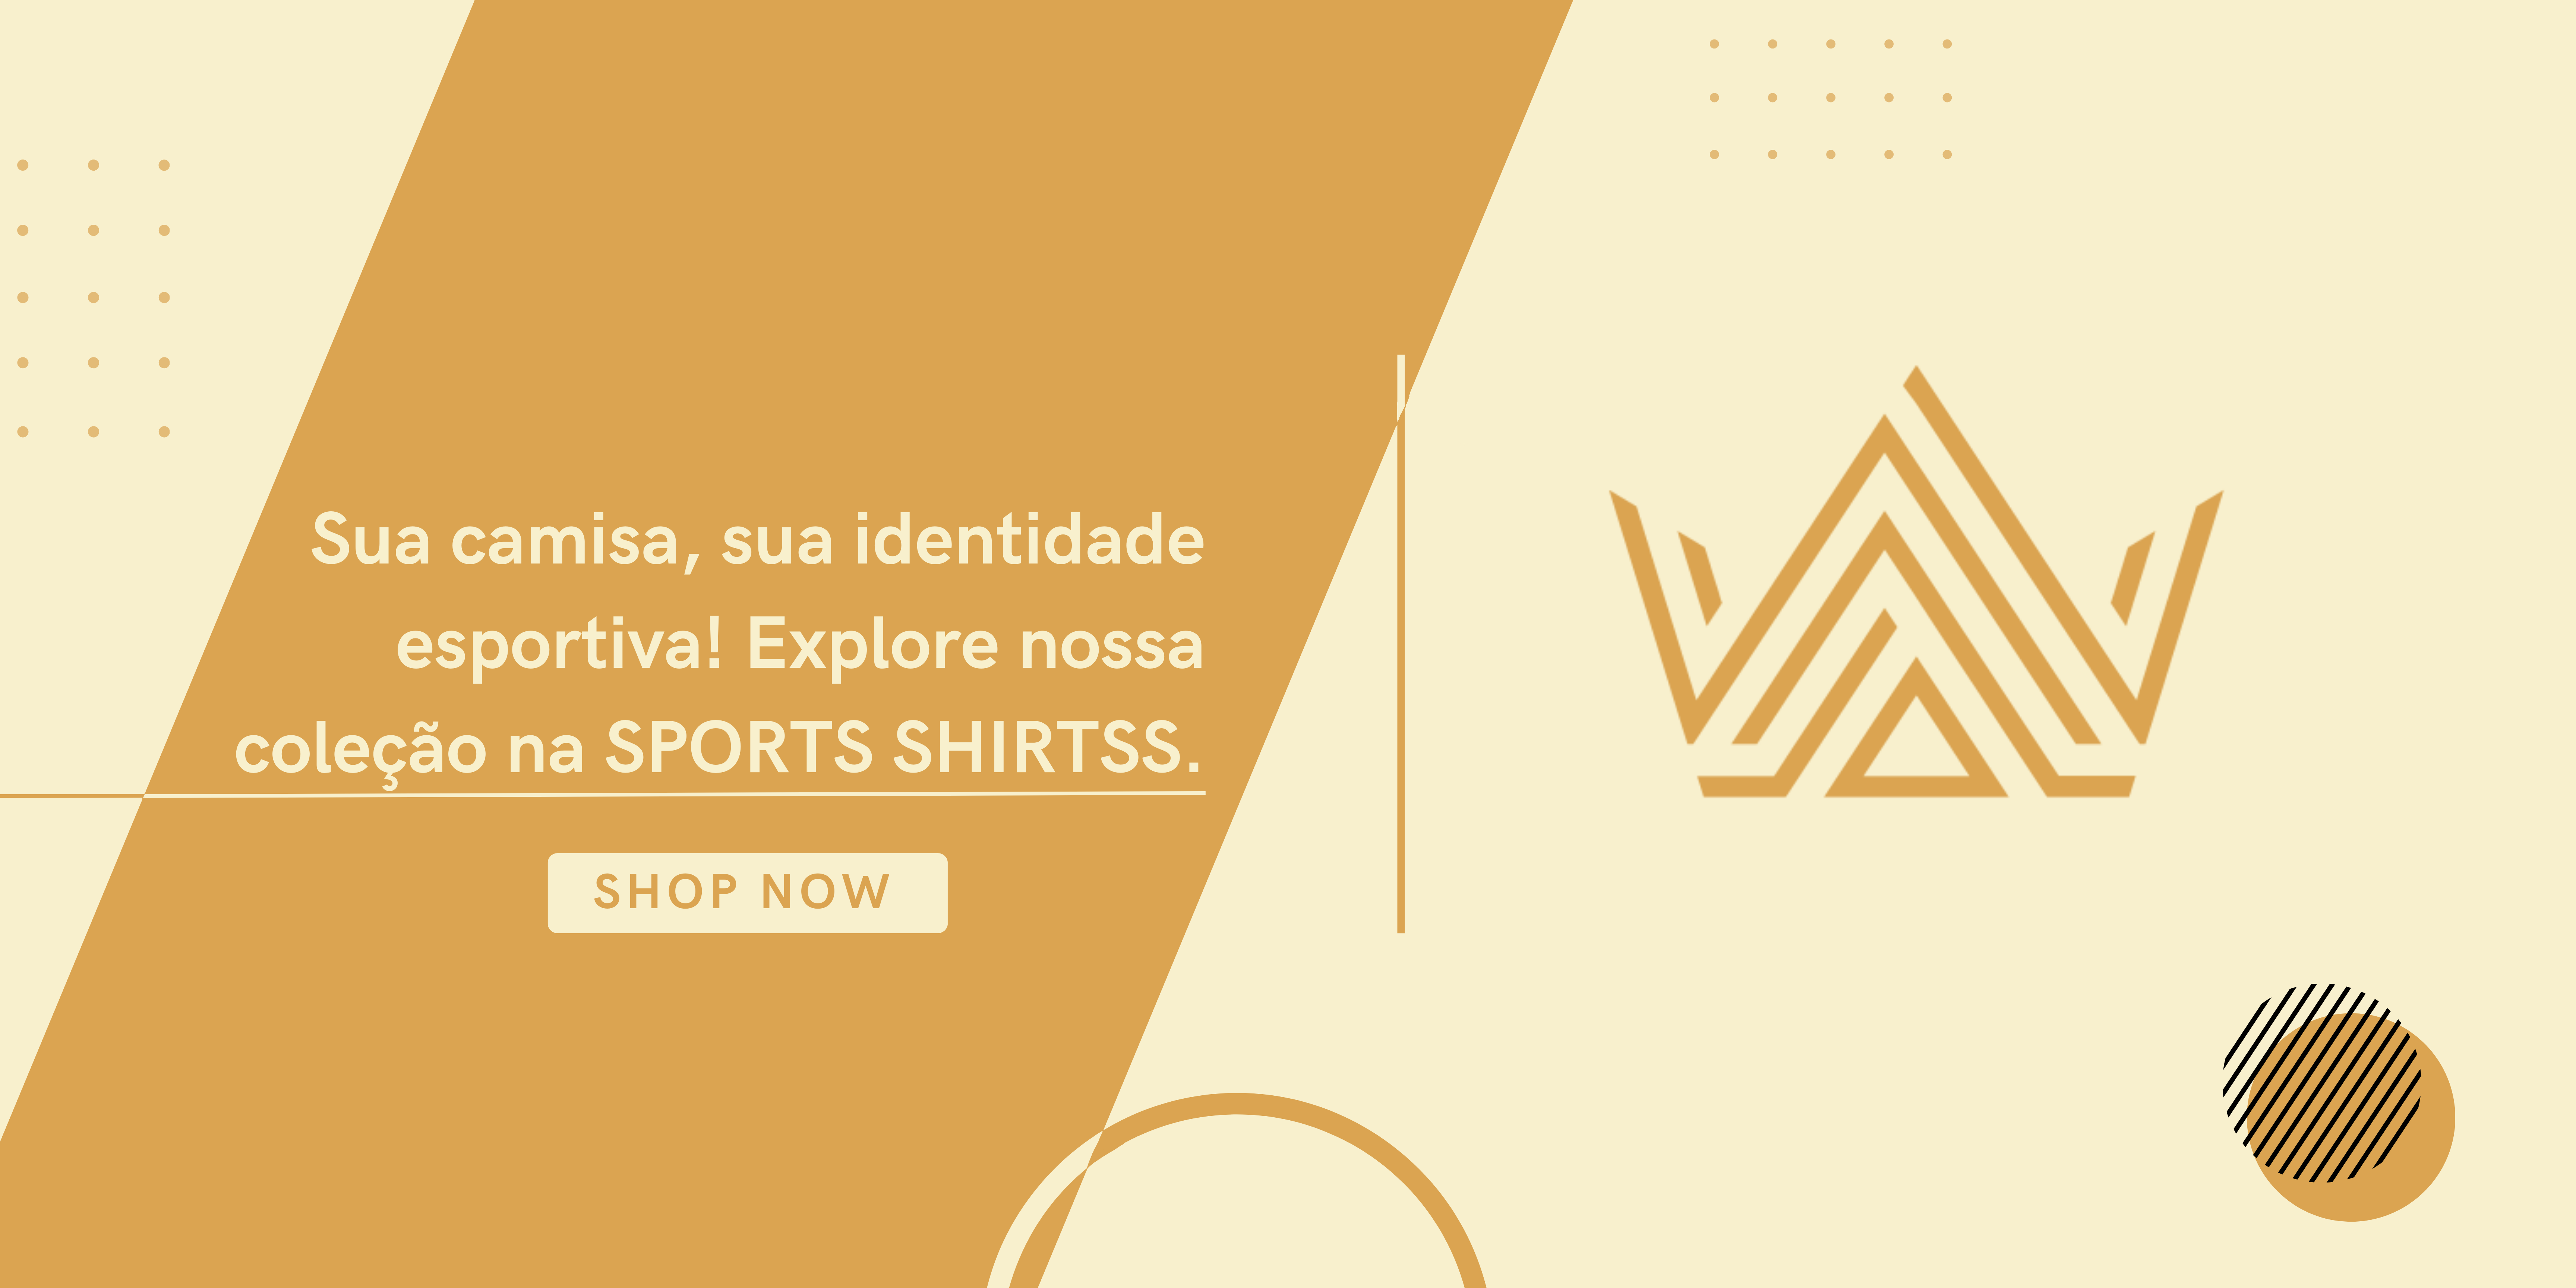 Sua camisa, sua identidade
esportiva! Explore nossa
coleção na SPORTS SHIRTSS.
SHOP NOW